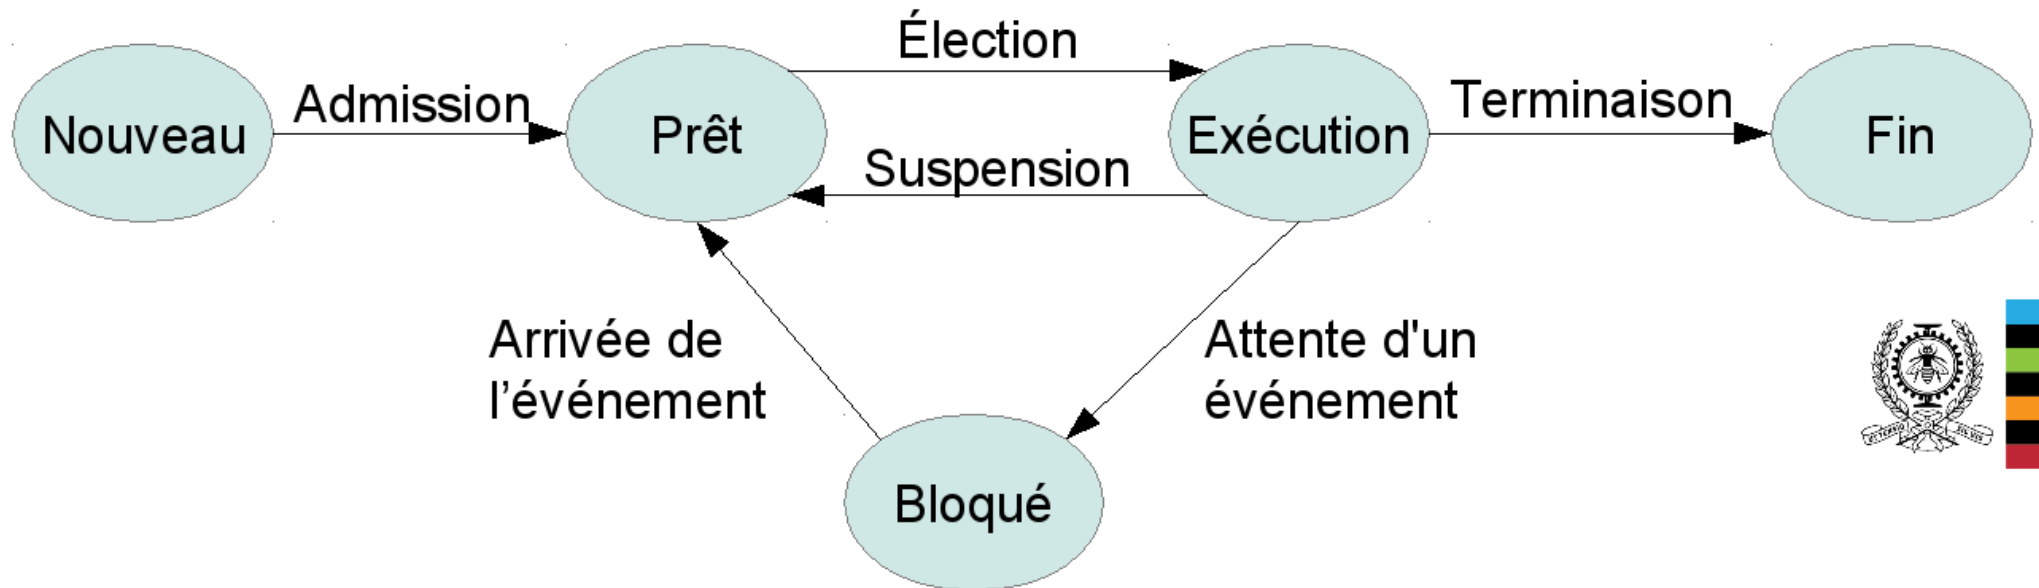 Élection
Admission
Terminaison
Nouveau
Prêt
Exécution
Fin
Suspension
Arrivée de
l’événement
Attente d'un
événement
Bloqué